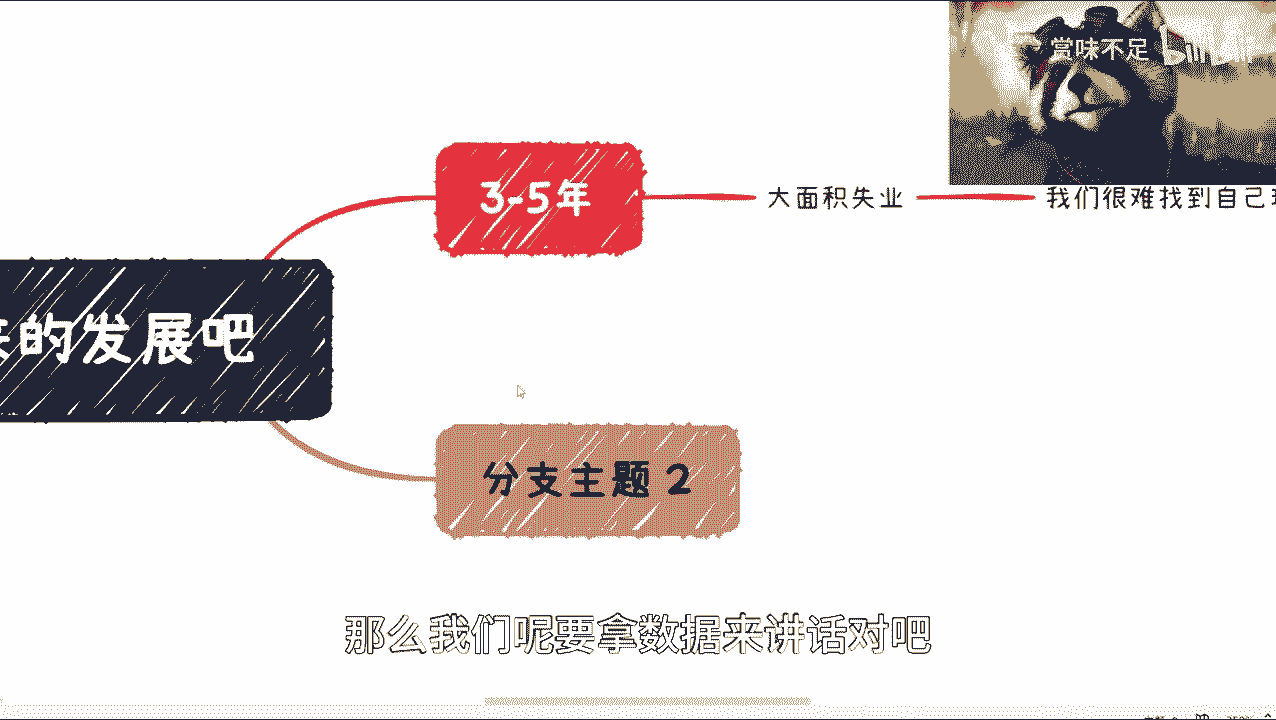 赏味不足 bilibili
3-5年
大面积失业
我们很难找到自己
的发展吧
分支主题 2
那么我们呢要拿数据来讲话对吧